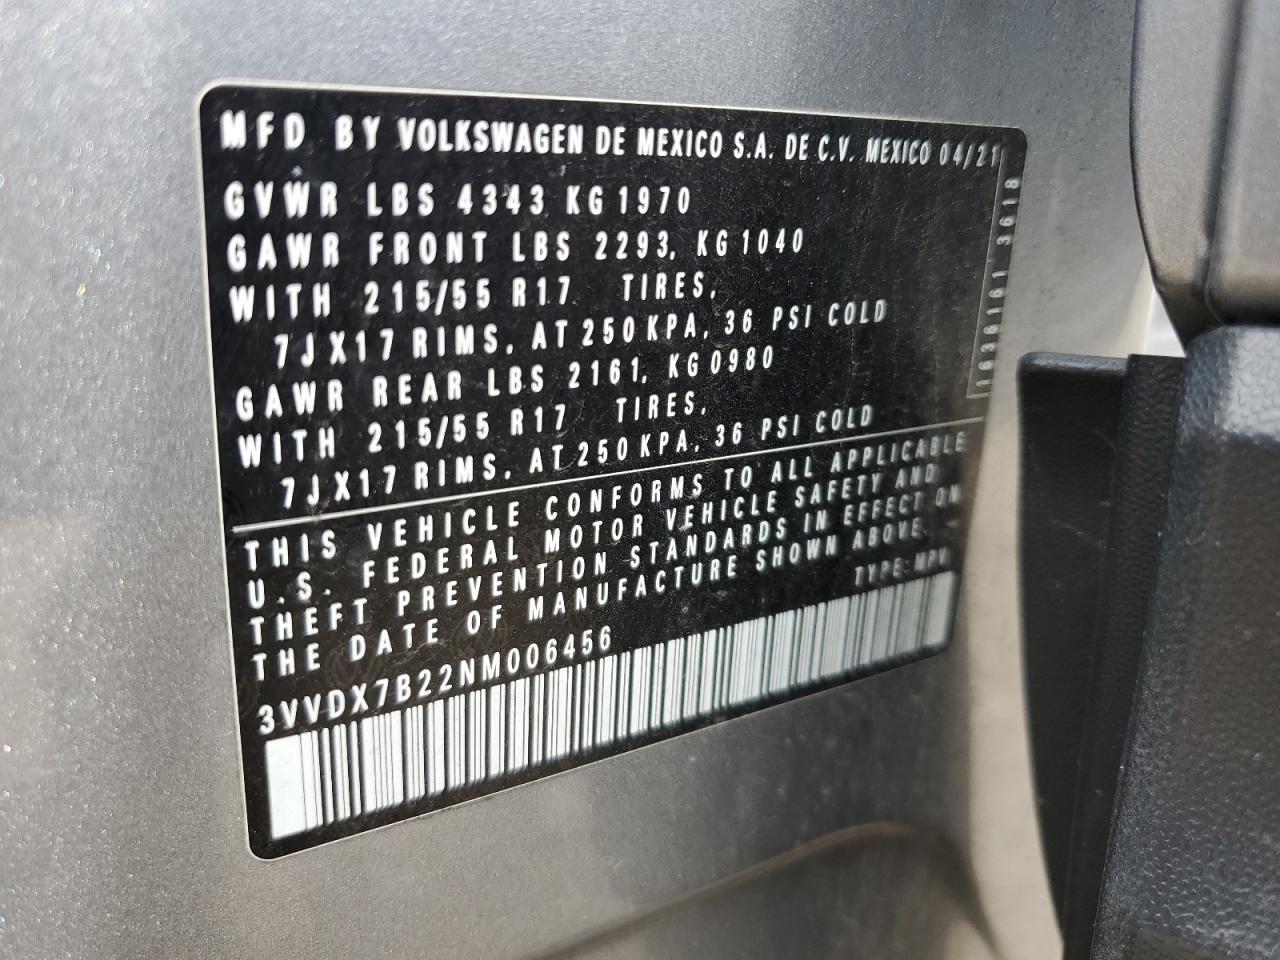 MFD BY VOLKSWAGEN DE MEXICO S.A. DE C.V. MEXICO 04/21
GVWR LBS 4343 KG 1970
GAWR FRONT LBS 2293, KG 1040
WITH 215/55 R17 TIRES,
7JX17 RIMS, AT 250 KPA, 36 PSI COLD
GAWR REAR LBS 2161, KG 0980
WITH 215/55 R17 TIRES,
7JX17 RIMS, AT 250 KPA, 36 PSI COLD
1636161 3618
THIS VEHICLE CONFORMS TO ALL APPLICABLE
U.S. FEDERAL MOTOR VEHICLE SAFETY AND
THEFT PREVENTION STANDARDS IN EFFECT ON
THE DATE OF MANUFACTURE SHOWN ABOVE.
TYPE: MPV
3VVDX7B22NM006456